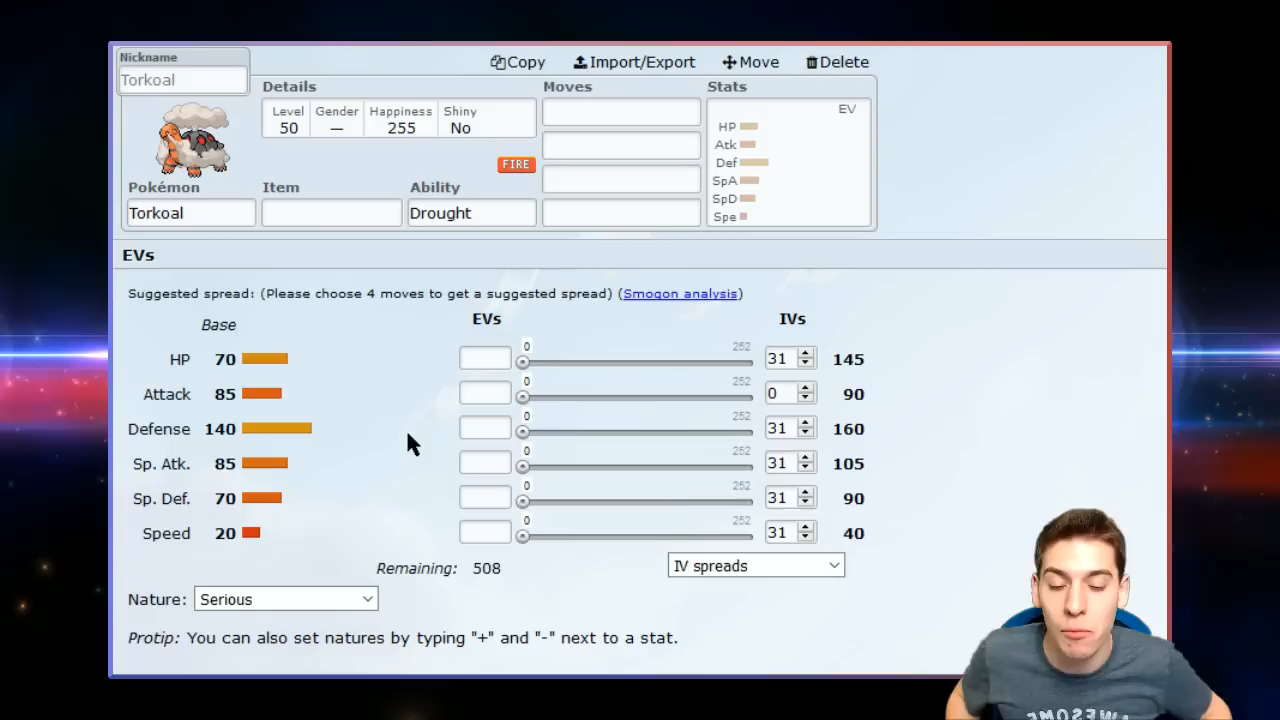 Nickname
Torkoal
Copy Import/Export Move Delete
Details Moves Stats
Level Gender Happiness Shiny
50 — 255 No
EV
HP
Atk
Def
SpA
SpD
Spe
FIRE
Pokémon Item Ability
Torkoal Drought
EVs
Suggested spread: (Please choose 4 moves to get a suggested spread) (Smogon analysis)
Base EVs IVs
HP 70 0 252 31 145
Attack 85 0 252 0 90
Defense 140 0 252 31 160
Sp. Atk. 85 0 252 31 105
Sp. Def. 70 0 252 31 90
Speed 20 0 252 31 40
Remaining: 508 IV spreads
Nature: Serious
Protip: You can also set natures by typing "+" and "-" next to a stat.